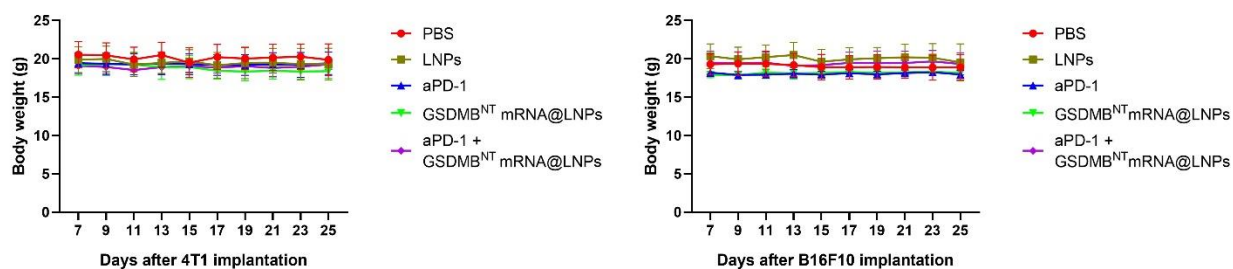 Body weight (g)
25
20
15
10
5
0
7 9 11 13 15 17 19 21 23 25
Days after 4T1 implantation
PBS
LNPs
aPD-1
GSDMB^NT mRNA@LNPs
aPD-1 +
GSDMB^NT mRNA@LNPs
Body weight (g)
25
20
15
10
5
0
7 9 11 13 15 17 19 21 23 25
Days after B16F10 implantation
PBS
LNPs
aPD-1
GSDMB^NT mRNA@LNPs
aPD-1 +
GSDMB^NT mRNA@LNPs